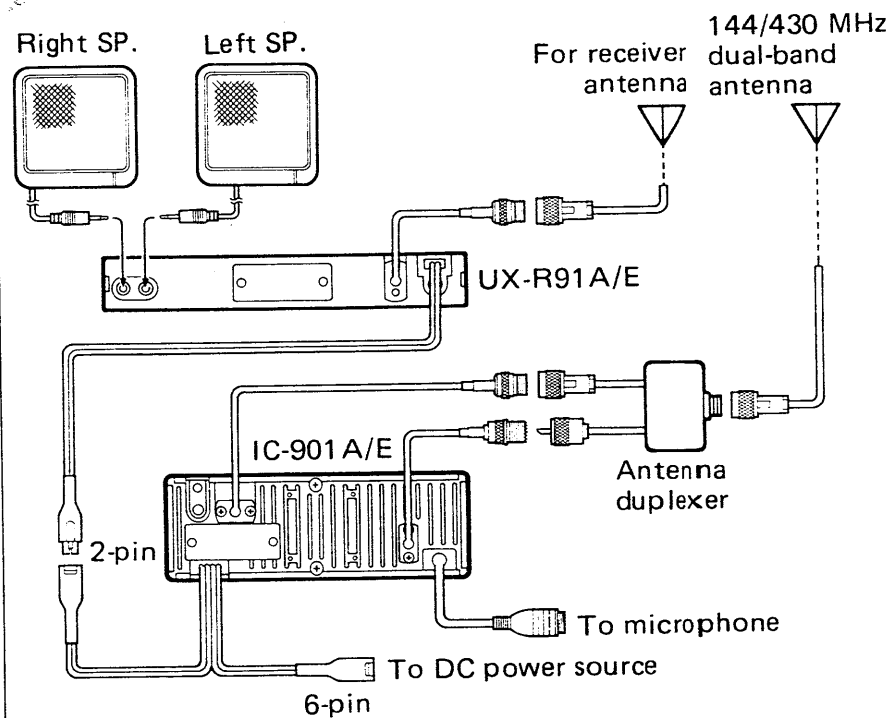 Right SP.
Left SP.
For receiver
antenna
144/430 MHz
dual-band
antenna
UX-R91A/E
IC-901A/E
Antenna
duplexer
2-pin
To microphone
To DC power source
6-pin